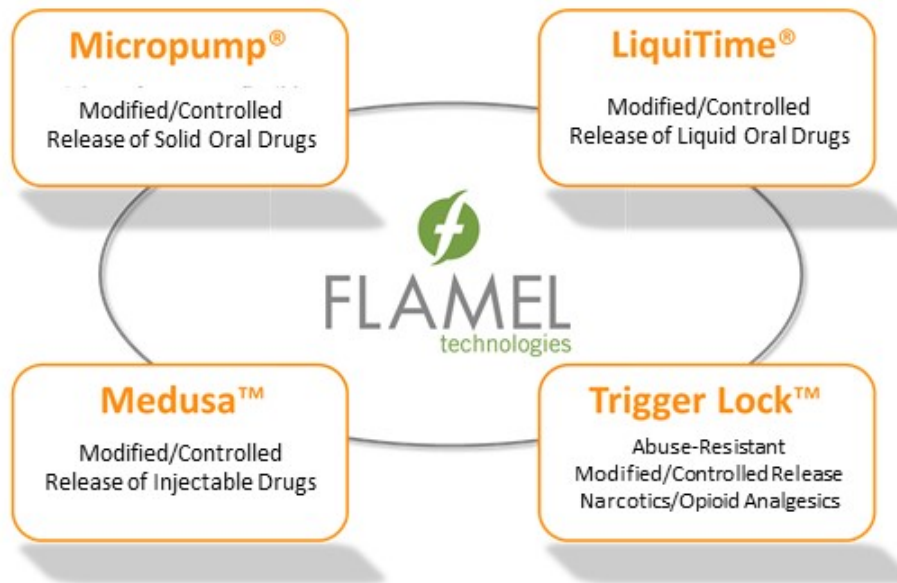 Micropump®
Modified/Controlled
Release of Solid Oral Drugs
LiquiTime®
Modified/Controlled
Release of Liquid Oral Drugs
f
FLAMEL
technologies
Medusa™
Modified/Controlled
Release of Injectable Drugs
Trigger Lock™
Abuse-Resistant
Modified/Controlled Release
Narcotics/Opioid Analgesics